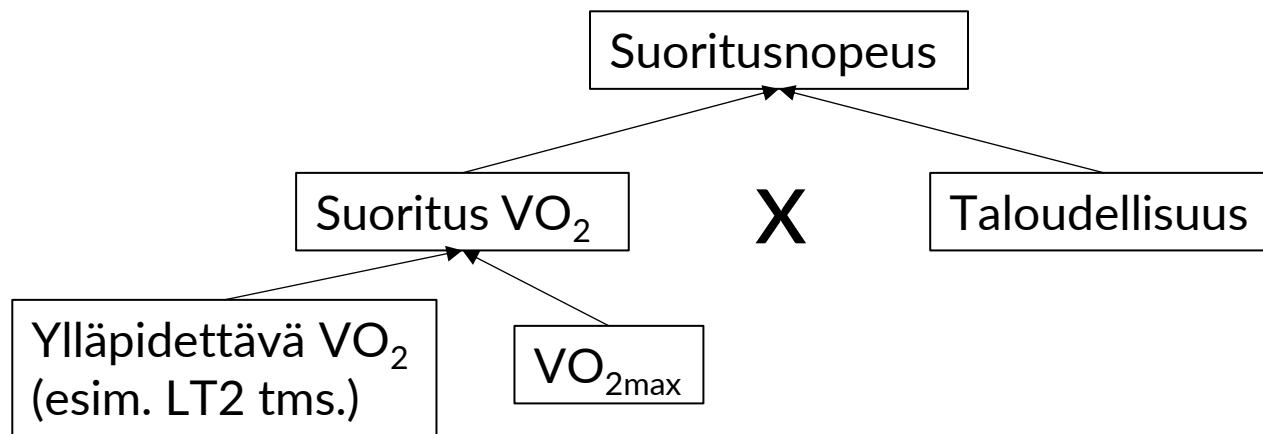 Suoritusnopeus
Suoritus VO₂
X
Taloudellisuus
Ylläpidettävä VO₂
(esim. LT2 tms.)
VO₂max